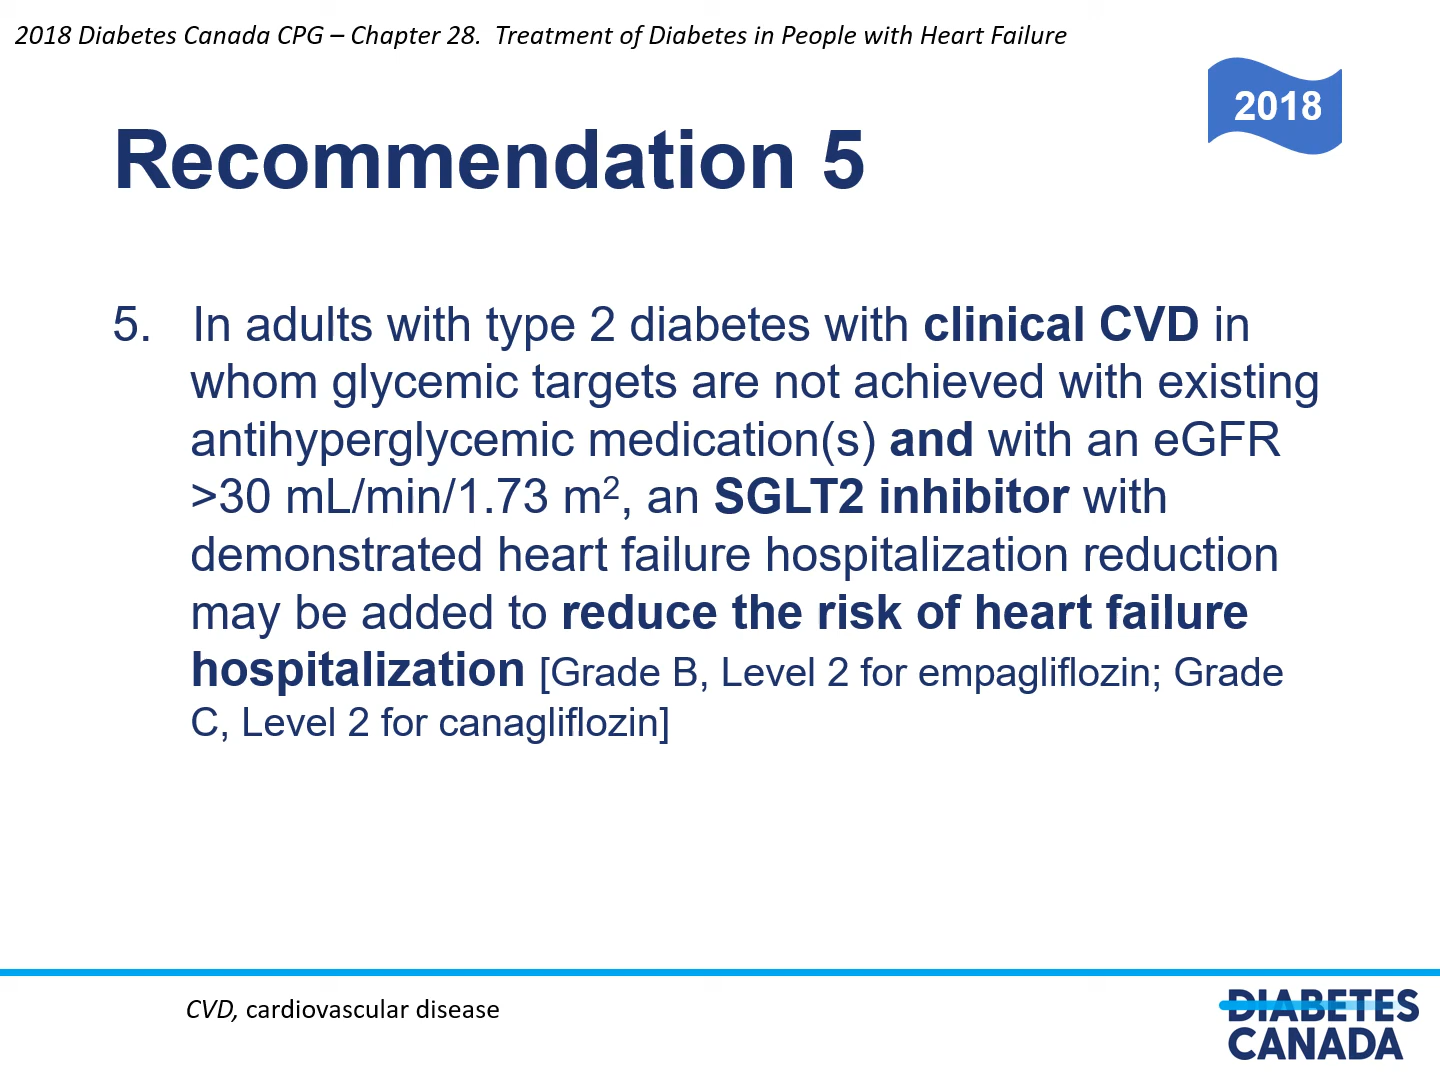 2018 Diabetes Canada CPG – Chapter 28.  Treatment of Diabetes in People with Heart Failure
2018
Recommendation 5
5. In adults with type 2 diabetes with clinical CVD in
whom glycemic targets are not achieved with existing
antihyperglycemic medication(s) and with an eGFR
>30 mL/min/1.73 m², an SGLT2 inhibitor with
demonstrated heart failure hospitalization reduction
may be added to reduce the risk of heart failure
hospitalization [Grade B, Level 2 for empagliflozin; Grade
C, Level 2 for canagliflozin]
CVD, cardiovascular disease
DIABETES
CANADA